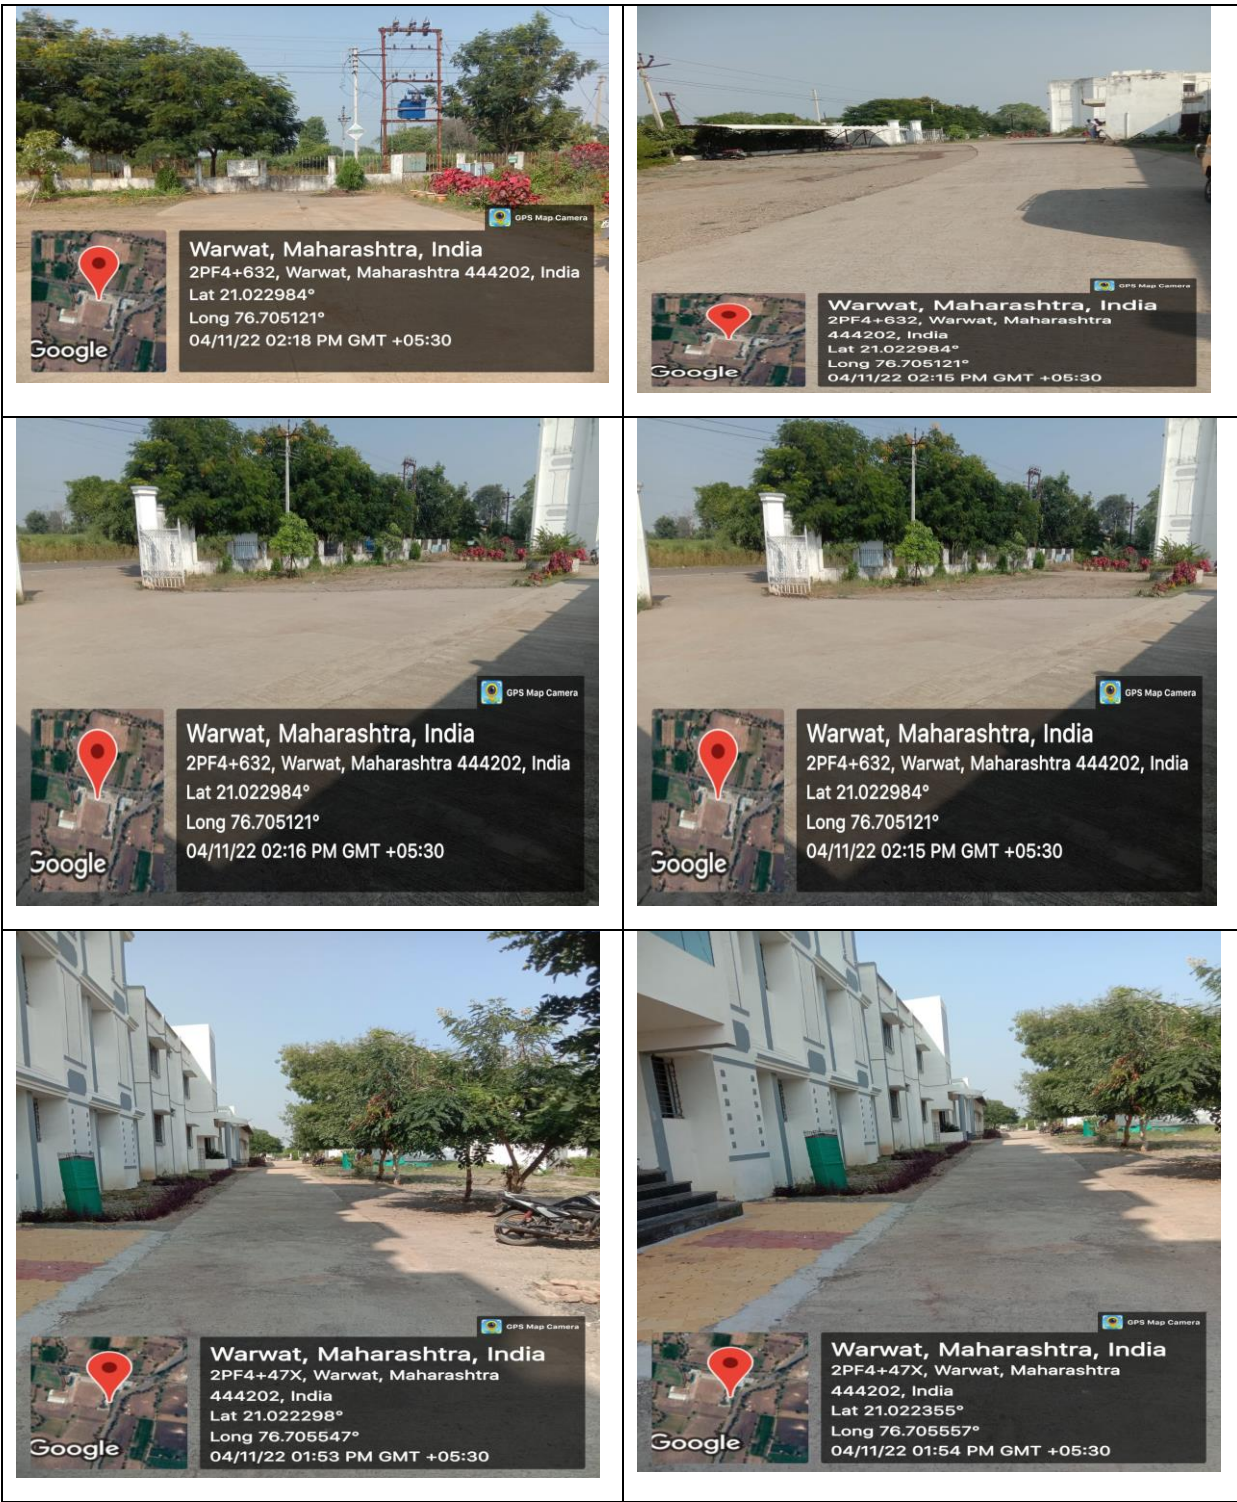 GPS Map Camera
Warwat, Maharashtra, India
2PF4+632, Warwat, Maharashtra 444202, India
Lat 21.022984°
Long 76.705121°
04/11/22 02:18 PM GMT +05:30
Google
GPS Map Camera
Warwat, Maharashtra, India
2PF4+632, Warwat, Maharashtra
444202, India
Lat 21.022984°
Long 76.705121°
04/11/22 02:15 PM GMT +05:30
Google
GPS Map Camera
Warwat, Maharashtra, India
2PF4+632, Warwat, Maharashtra 444202, India
Lat 21.022984°
Long 76.705121°
04/11/22 02:16 PM GMT +05:30
Google
GPS Map Camera
Warwat, Maharashtra, India
2PF4+632, Warwat, Maharashtra 444202, India
Lat 21.022984°
Long 76.705121°
04/11/22 02:15 PM GMT +05:30
Google
GPS Map Camera
Warwat, Maharashtra, India
2PF4+47X, Warwat, Maharashtra
444202, India
Lat 21.022298°
Long 76.705547°
04/11/22 01:53 PM GMT +05:30
Google
GPS Map Camera
Warwat, Maharashtra, India
2PF4+47X, Warwat, Maharashtra
444202, India
Lat 21.022355°
Long 76.705557°
04/11/22 01:54 PM GMT +05:30
Google